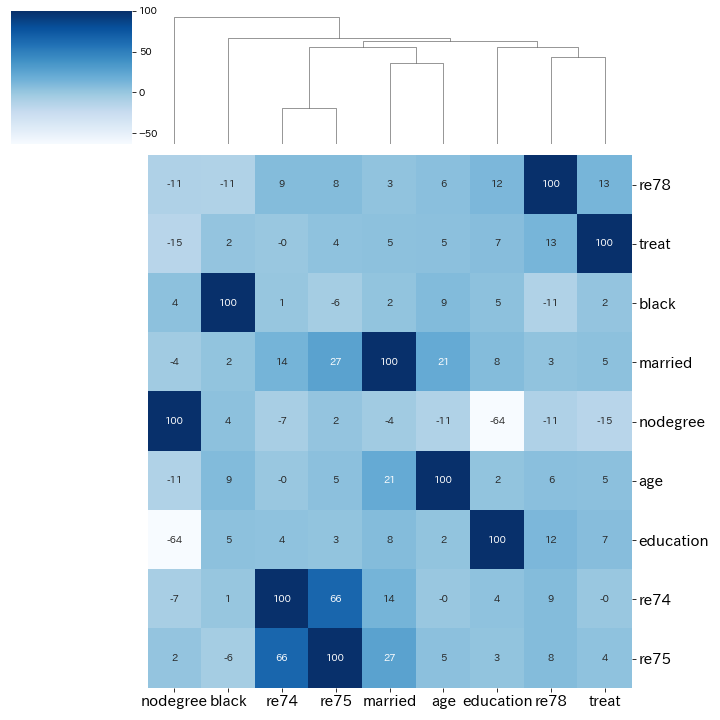 100
50
0
−50
-11 -11 9 8 3 6 12 100 13 re78
-15 2 -0 4 5 5 7 13 100 treat
4 100 1 -6 2 9 5 -11 2 black
-4 2 14 27 100 21 8 3 5 married
100 4 -7 2 -4 -11 -64 -11 -15 nodegree
-11 9 -0 5 21 100 2 6 5 age
-64 5 4 3 8 2 100 12 7 education
-7 1 100 66 14 -0 4 9 -0 re74
2 -6 66 100 27 5 3 8 4 re75
nodegree black re74 re75 married age education re78 treat